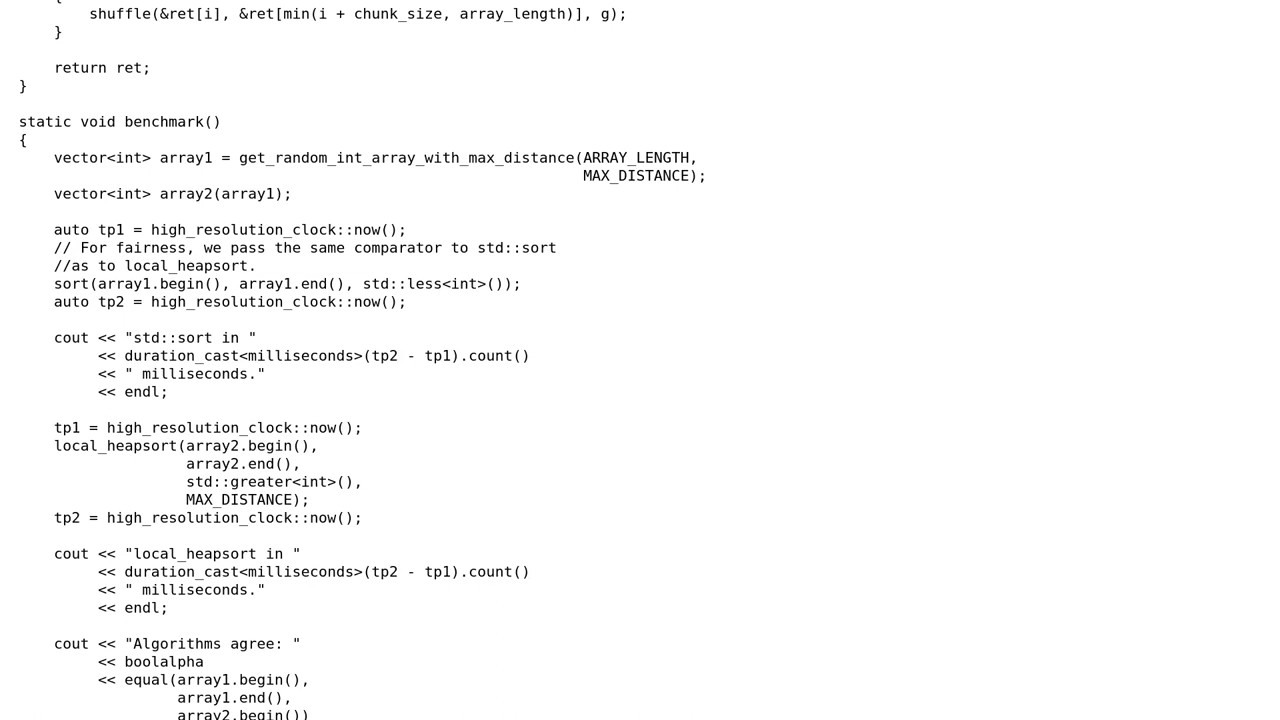 {
        shuffle(&ret[i], &ret[min(i + chunk_size, array_length)], g);
    }

    return ret;
}

static void benchmark()
{
    vector<int> array1 = get_random_int_array_with_max_distance(ARRAY_LENGTH,
                                                                MAX_DISTANCE);
    vector<int> array2(array1);

    auto tp1 = high_resolution_clock::now();
    // For fairness, we pass the same comparator to std::sort
    //as to local_heapsort.
    sort(array1.begin(), array1.end(), std::less<int>());
    auto tp2 = high_resolution_clock::now();

    cout << "std::sort in "
         << duration_cast<milliseconds>(tp2 - tp1).count()
         << " milliseconds."
         << endl;

    tp1 = high_resolution_clock::now();
    local_heapsort(array2.begin(),
                   array2.end(),
                   std::greater<int>(),
                   MAX_DISTANCE);
    tp2 = high_resolution_clock::now();

    cout << "local_heapsort in "
         << duration_cast<milliseconds>(tp2 - tp1).count()
         << " milliseconds."
         << endl;

    cout << "Algorithms agree: "
         << boolalpha
         << equal(array1.begin(),
                  array1.end(),
                  array2.begin())